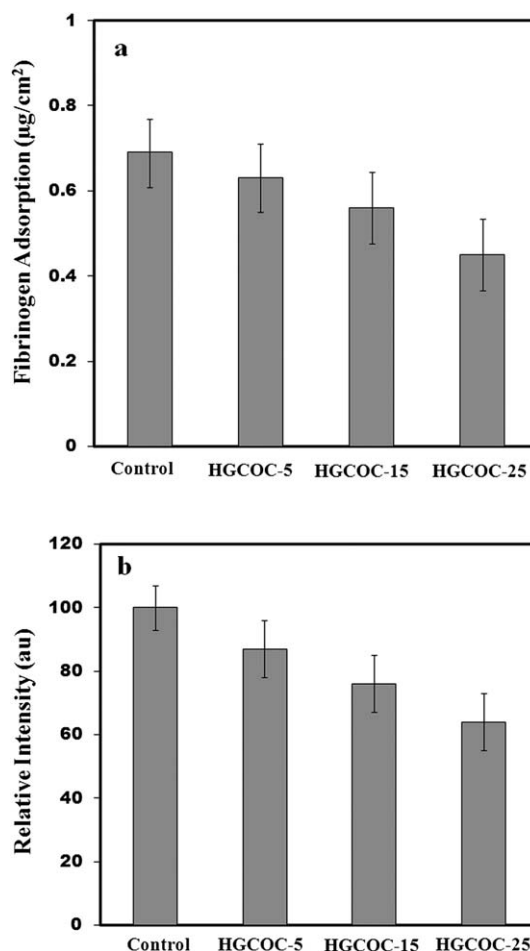 a
Fibrinogen Adsorption (µg/cm²)
1
0.8
0.6
0.4
0.2
0
Control HGCOC-5 HGCOC-15 HGCOC-25
b
Relative Intensity (au)
120
100
80
60
40
20
0
Control HGCOC-5 HGCOC-15 HGCOC-25